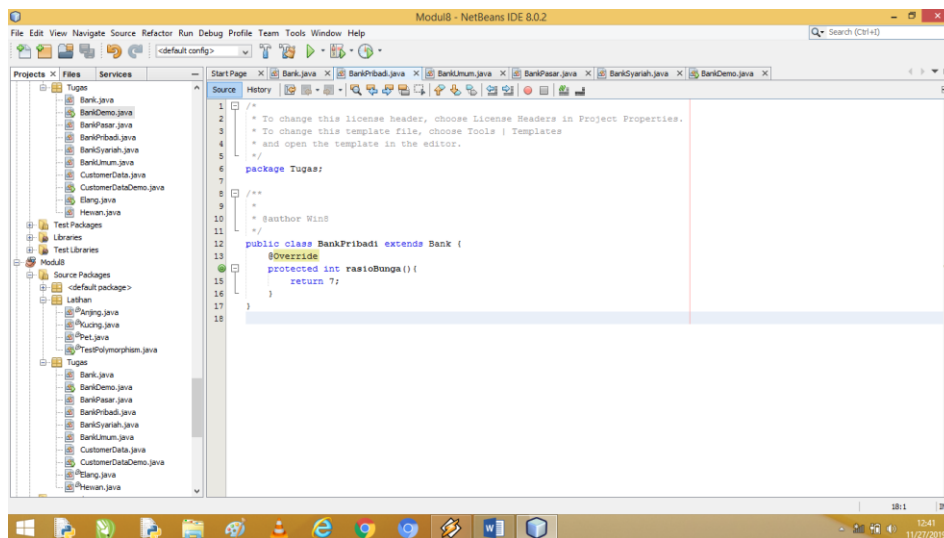 Modul8 - NetBeans IDE 8.0.2
File Edit View Navigate Source Refactor Run Debug Profile Team Tools Window Help
Search (Ctrl+I)
<default config>
Projects Files Services
Start Page Bank.java BankPribadi.java BankUmum.java BankPasar.java BankSyariah.java BankDemo.java
Source History
Tugas
Bank.java
BankDemo.java
BankPasar.java
BankPribadi.java
BankSyariah.java
BankUmum.java
CustomerData.java
CustomerDataDemo.java
Elang.java
Hewan.java
Test Packages
Libraries
Test Libraries
Modul8
Source Packages
<default package>
Latihan
Anjing.java
Kucing.java
Pet.java
TestPolymorphism.java
Tugas
Bank.java
BankDemo.java
BankPasar.java
BankPribadi.java
BankSyariah.java
BankUmum.java
CustomerData.java
CustomerDataDemo.java
Elang.java
Hewan.java
1 /*
2 * To change this license header, choose License Headers in Project Properties.
3 * To change this template file, choose Tools | Templates
4 * and open the template in the editor.
5 */
6 package Tugas;
7
8 /**
9 *
10 * @author Win8
11 */
12 public class BankPribadi extends Bank {
13 @Override
protected int rasioBunga(){
15 return 7;
16 }
17 }
18
18:1
12:41